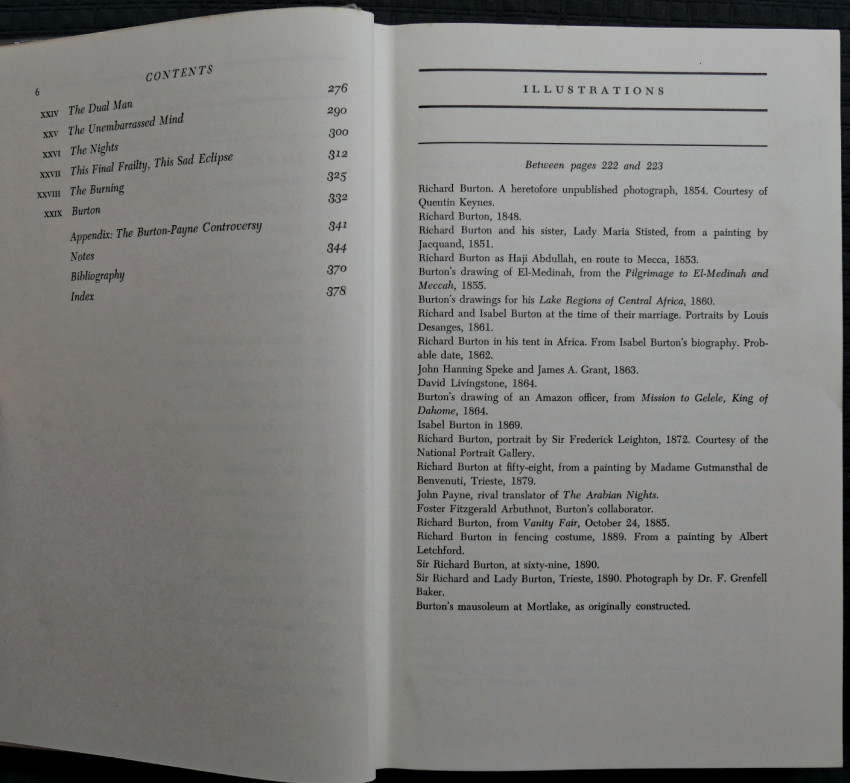 6 CONTENTS
XXIV The Dual Man 276
XXV The Unembarrassed Mind 290
XXVI The Nights 300
XXVII This Final Frailty, This Sad Eclipse 312
XXVIII The Burning 325
XXIX Burton 332
Appendix: The Burton-Payne Controversy 341
Notes 344
Bibliography 370
Index 378
ILLUSTRATIONS
Between pages 222 and 223
Richard Burton. A heretofore unpublished photograph, 1854. Courtesy of
Quentin Keynes.
Richard Burton, 1848.
Richard Burton and his sister, Lady Maria Stisted, from a painting by
Jacquand, 1851.
Richard Burton as Haji Abdullah, en route to Mecca, 1853.
Burton's drawing of El-Medinah, from the Pilgrimage to El-Medinah and
Meccah, 1855.
Burton's drawings for his Lake Regions of Central Africa, 1860.
Richard and Isabel Burton at the time of their marriage. Portraits by Louis
Desanges, 1861.
Richard Burton in his tent in Africa. From Isabel Burton's biography. Prob-
able date, 1862.
John Hanning Speke and James A. Grant, 1863.
David Livingstone, 1864.
Burton's drawing of an Amazon officer, from Mission to Gelele, King of
Dahome, 1864.
Isabel Burton in 1869.
Richard Burton, portrait by Sir Frederick Leighton, 1872. Courtesy of the
National Portrait Gallery.
Richard Burton at fifty-eight, from a painting by Madame Gutmansthal de
Benvenuti, Trieste, 1879.
John Payne, rival translator of The Arabian Nights.
Foster Fitzgerald Arbuthnot, Burton's collaborator.
Richard Burton, from Vanity Fair, October 24, 1885.
Richard Burton in fencing costume, 1889. From a painting by Albert
Letchford.
Sir Richard Burton, at sixty-nine, 1890.
Sir Richard and Lady Burton, Trieste, 1890. Photograph by Dr. F. Grenfell
Baker.
Burton's mausoleum at Mortlake, as originally constructed.